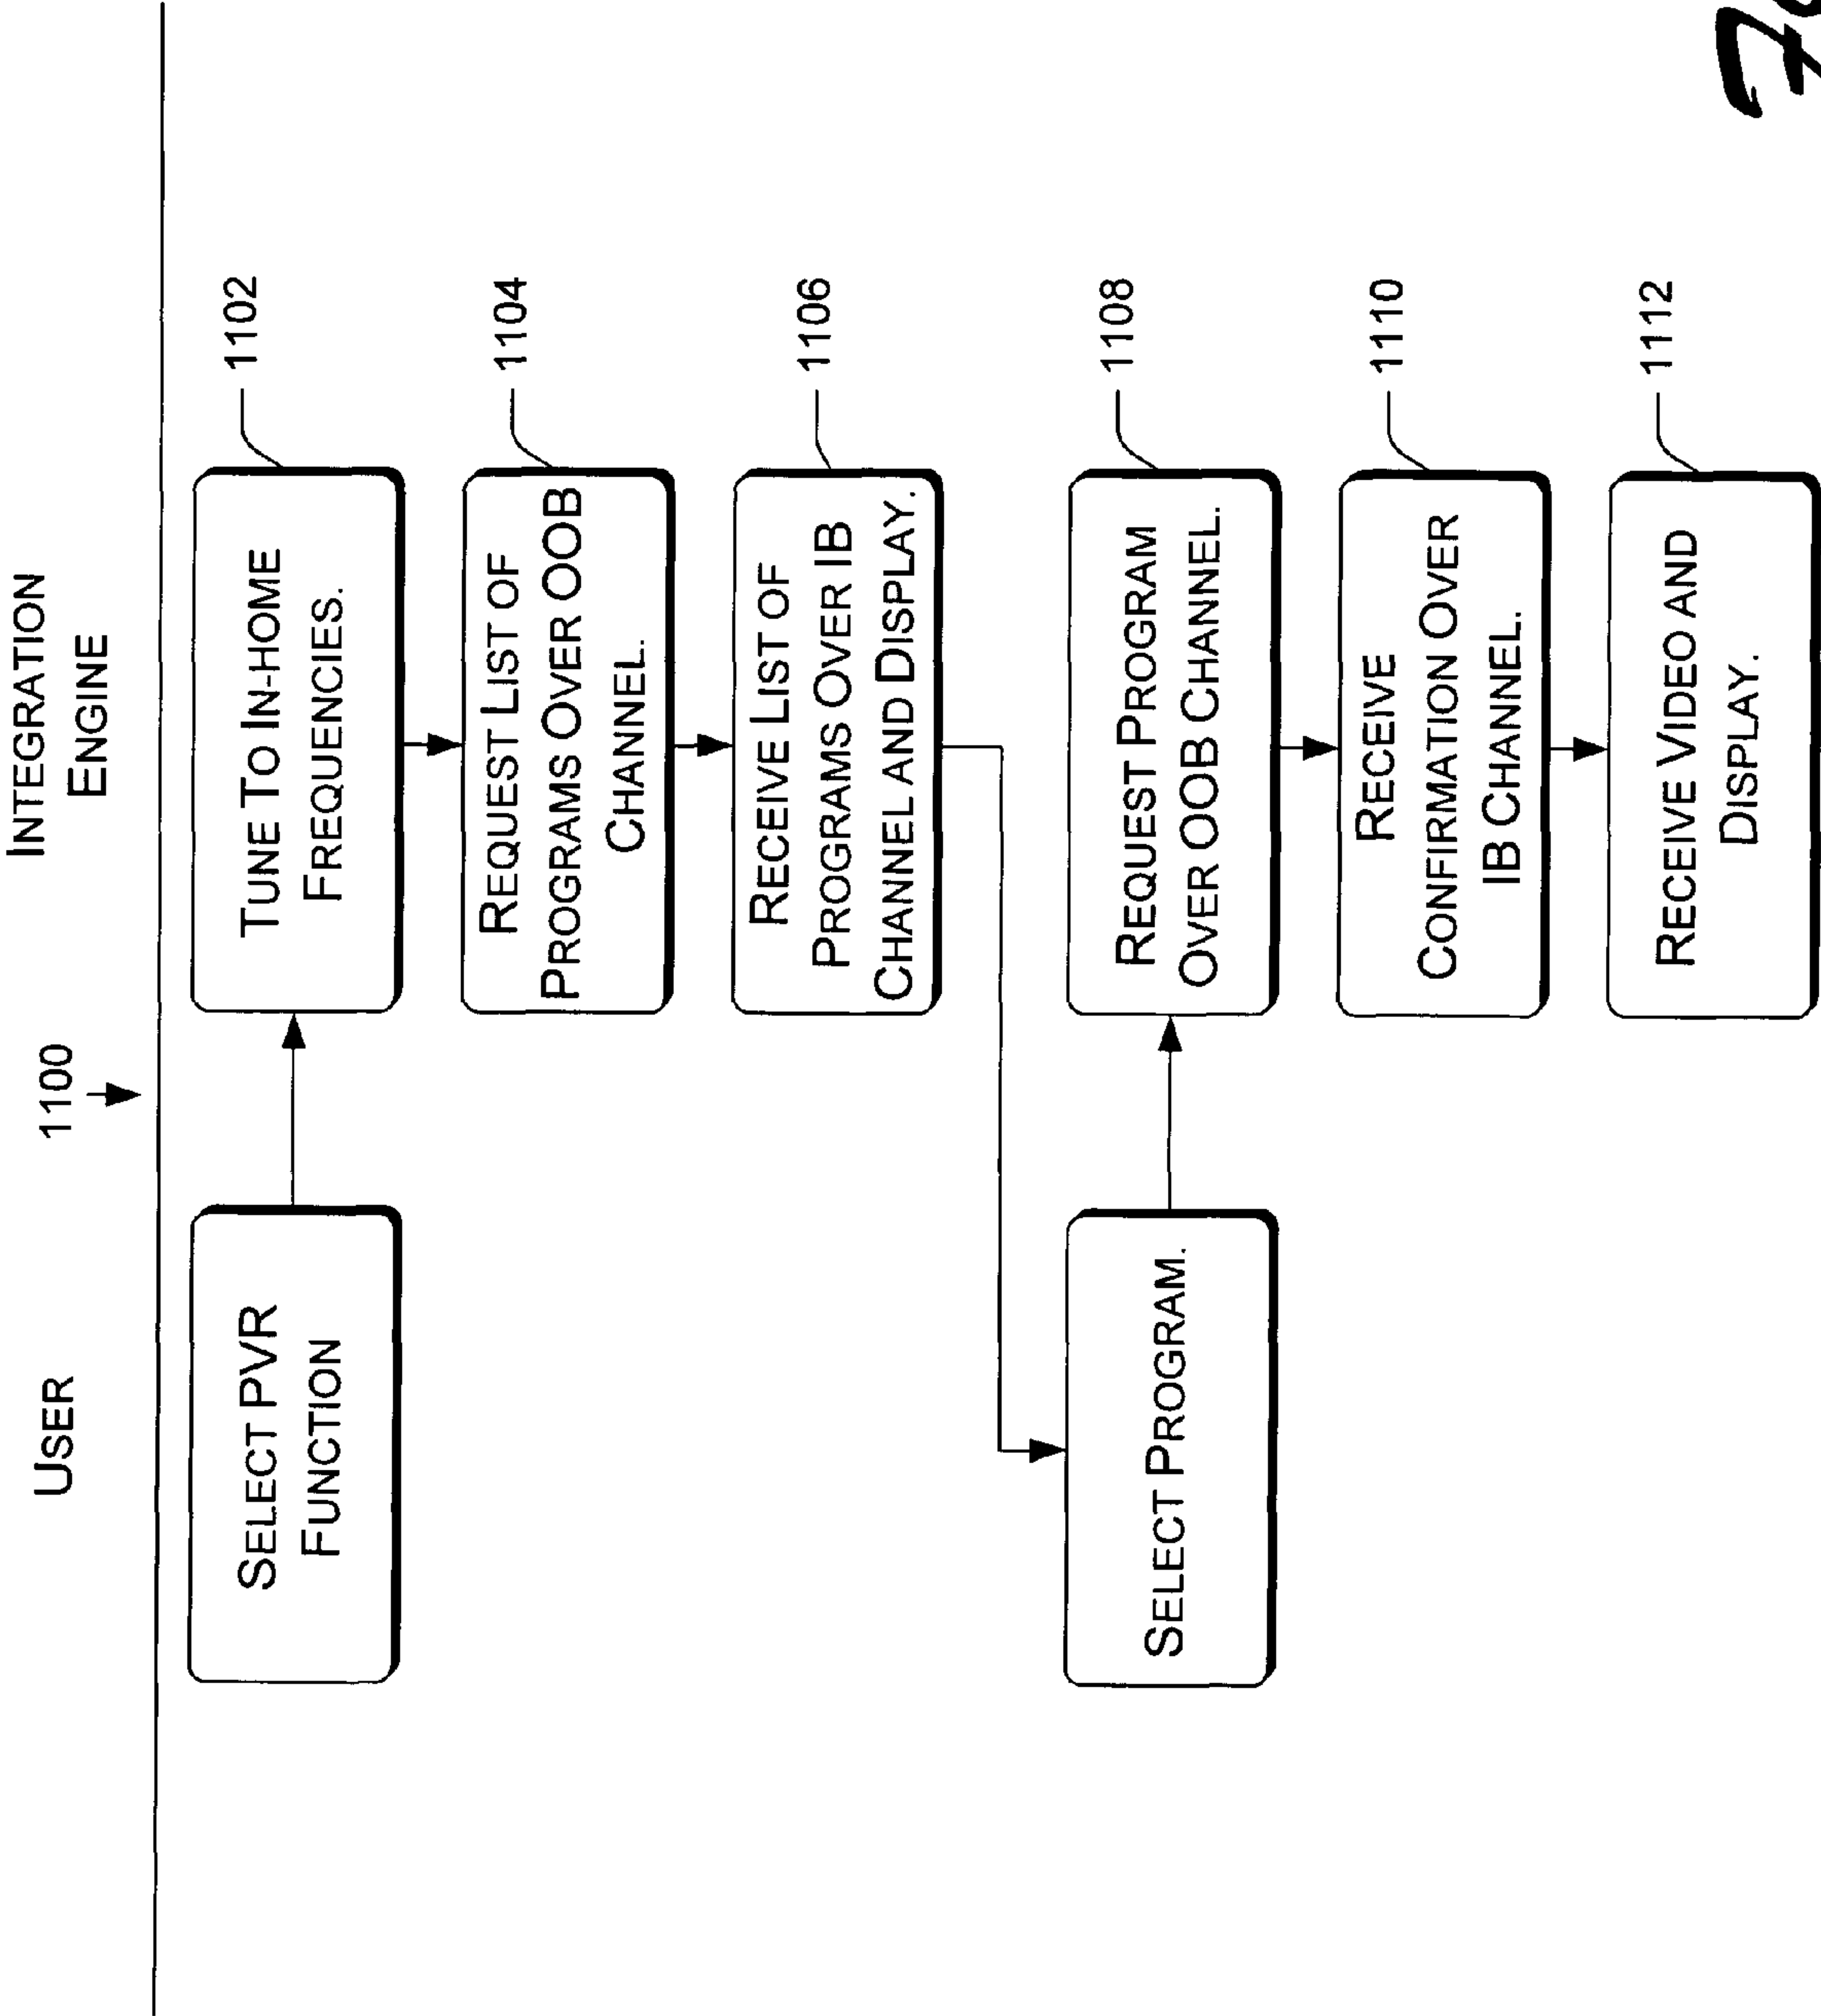 USER
1100
INTEGRATION
ENGINE
SELECT PVR
FUNCTION
TUNE TO IN-HOME
FREQUENCIES.
1102
REQUEST LIST OF
PROGRAMS OVER OOB
CHANNEL.
1104
RECEIVE LIST OF
PROGRAMS OVER IB
CHANNEL AND DISPLAY.
1106
SELECT PROGRAM.
REQUEST PROGRAM
OVER OOB CHANNEL.
1108
RECEIVE
CONFIRMATION OVER
IB CHANNEL.
1110
RECEIVE VIDEO AND
DISPLAY.
1112